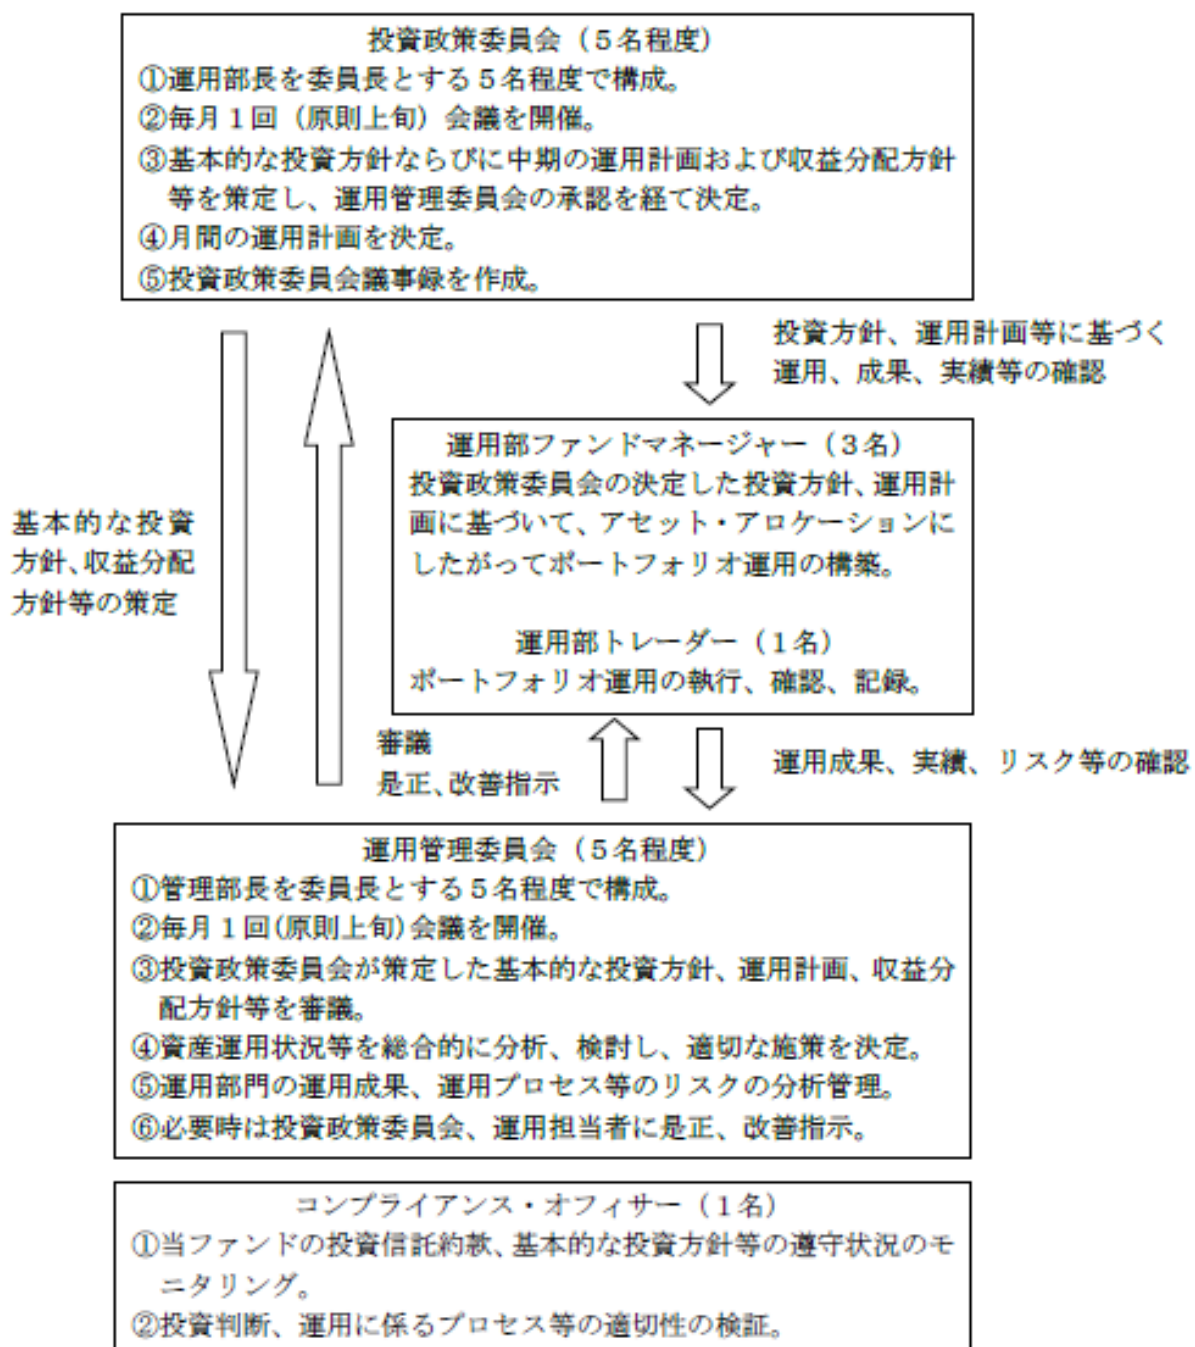 投資政策委員会（５名程度）
①運用部長を委員長とする５名程度で構成。
②毎月１回（原則上旬）会議を開催。
③基本的な投資方針ならびに中期の運用計画および収益分配方針
等を策定し、運用管理委員会の承認を経て決定。
④月間の運用計画を決定。
⑤投資政策委員会議事録を作成。
投資方針、運用計画等に基づく
運用、成果、実績等の確認
運用部ファンドマネージャー（３名）
投資政策委員会の決定した投資方針、運用計
画に基づいて、アセット・アロケーションに
したがってポートフォリオ運用の構築。
運用部トレーダー（１名）
ポートフォリオ運用の執行、確認、記録。
基本的な投資
方針、収益分配
方針等の策定
審議
是正、改善指示
運用成果、実績、リスク等の確認
運用管理委員会（５名程度）
①管理部長を委員長とする５名程度で構成。
②毎月１回(原則上旬)会議を開催。
③投資政策委員会が策定した基本的な投資方針、運用計画、収益分
配方針等を審議。
④資産運用状況等を総合的に分析、検討し、適切な施策を決定。
⑤運用部門の運用成果、運用プロセス等のリスクの分析管理。
⑥必要時は投資政策委員会、運用担当者に是正、改善指示。
コンプライアンス・オフィサー（１名）
①当ファンドの投資信託約款、基本的な投資方針等の遵守状況のモ
ニタリング。
②投資判断、運用に係るプロセス等の適切性の検証。